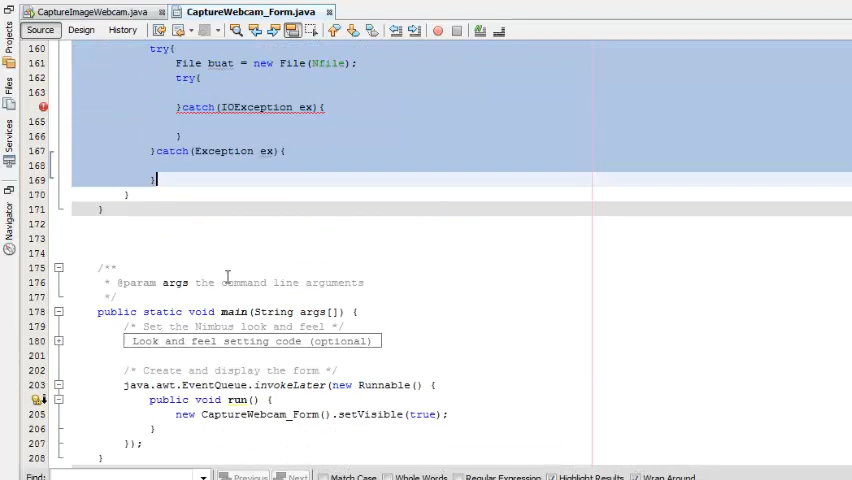 CaptureImageWebcam.java
CaptureWebcam_Form.java
Source Design History
Projects
Files
Services
Navigator
160 try{
161 File buat = new File(Nfile);
162 try{
163
}catch(IOException ex){
165
166 }
167 }catch(Exception ex){
168
169 }
170 }
171 }
172
173
174
175 /**
176 * @param args the command line arguments
177 */
178 public static void main(String args[]) {
179 /* Set the Nimbus look and feel */
180 Look and feel setting code (optional)
201
202 /* Create and display the form */
203 java.awt.EventQueue.invokeLater(new Runnable() {
public void run() {
205 new CaptureWebcam_Form().setVisible(true);
206 }
207 });
208 }
Find: Previous Next Match Case Whole Words Regular Expression Highlight Results Wrap Around